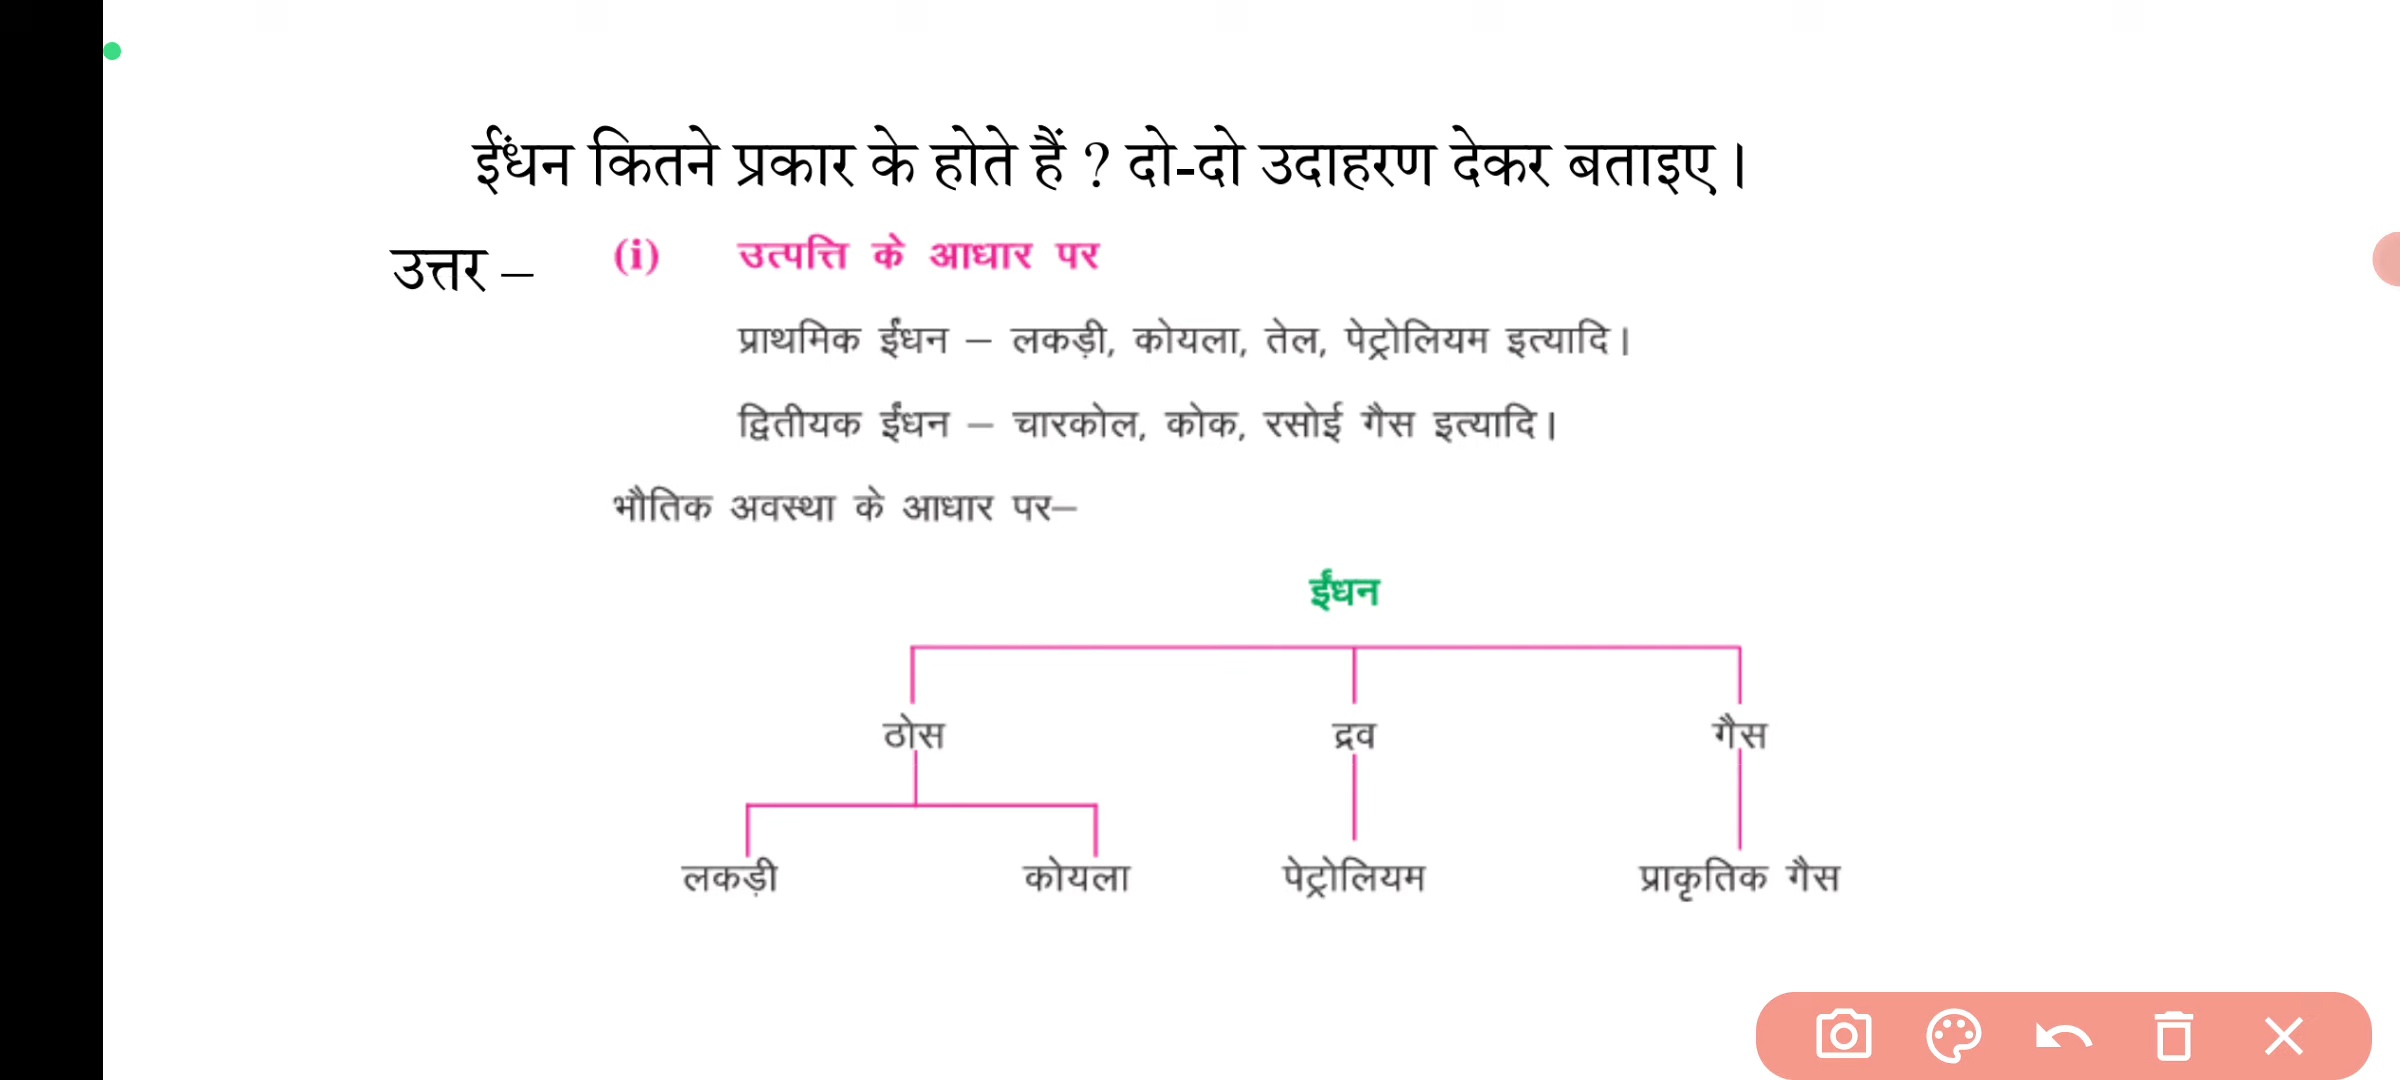 ईंधन कितने प्रकार के होते हैं ? दो-दो उदाहरण देकर बताइए।
उत्तर – (i) उत्पत्ति के आधार पर
प्राथमिक ईंधन – लकड़ी, कोयला, तेल, पेट्रोलियम इत्यादि।
द्वितीयक ईंधन – चारकोल, कोक, रसोई गैस इत्यादि।
भौतिक अवस्था के आधार पर–
ईंधन
ठोस द्रव गैस
लकड़ी कोयला पेट्रोलियम प्राकृतिक गैस